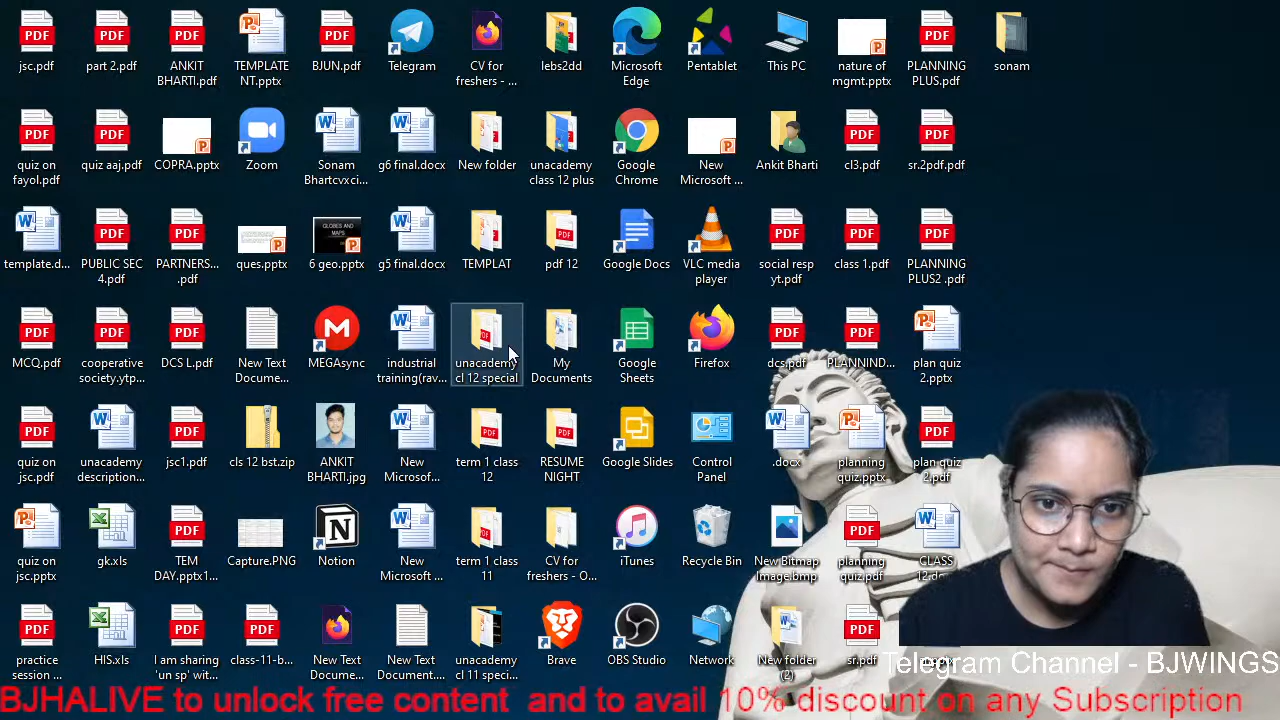 jsc.pdf
part 2.pdf
ANKIT
BHARTI.pdf
TEMPLATE
NT.pptx
BJUN.pdf
Telegram
CV for
freshers - ...
lebs2dd
Microsoft
Edge
Pentablet
This PC
nature of
mgmt.pptx
PLANNING
PLUS.pdf
sonam
quiz on
fayol.pdf
quiz aaj.pdf
COPRA.pptx
Zoom
Sonam
Bhartcvxci...
g6 final.docx
New folder
unacademy
class 12 plus
Google
Chrome
New
Microsoft ...
Ankit Bharti
cl3.pdf
sr.2pdf.pdf
template.d...
PUBLIC SEC
4.pdf
PARTNERS...
.pdf
ques.pptx
GLOBES AND
MAPS
6 geo.pptx
g5 final.docx
TEMPLAT
pdf 12
Google Docs
VLC media
player
social resp
yt.pdf
class 1.pdf
PLANNING
PLUS2 .pdf
MCQ.pdf
cooperative
society.ytp...
DCS L.pdf
New Text
Docume...
MEGAsync
industrial
training(rav...
unacademy
cl 12 special
My
Documents
Google
Sheets
Firefox
dcs.pdf
PLANNIND...
plan quiz
2.pptx
quiz on
jsc.pdf
unacademy
description...
jsc1.pdf
cls 12 bst.zip
ANKIT
BHARTI.jpg
New
Microsof...
term 1 class
12
RESUME
NIGHT
Google Slides
Control
Panel
.docx
planning
quiz.pptx
plan quiz
2.pdf
quiz on
jsc.pptx
gk.xls
TEM
DAY.pptx1...
Capture.PNG
Notion
New
Microsoft ...
term 1 class
11
CV for
freshers - O...
iTunes
Recycle Bin
New Bitmap
Image.bmp
planning
quiz.pdf
CLASS
practice
session ...
HIS.xls
I am sharing
'un sp' wit...
class-11-b...
New Text
Docume...
New Text
Document...
unacademy
cl 11 speci...
Brave
OBS Studio
Network
New folder
(2)
sr.pdf
Telegram Channel - BJWINGS
BJHALIVE to unlock free content and to avail 10% discount on any Subscription